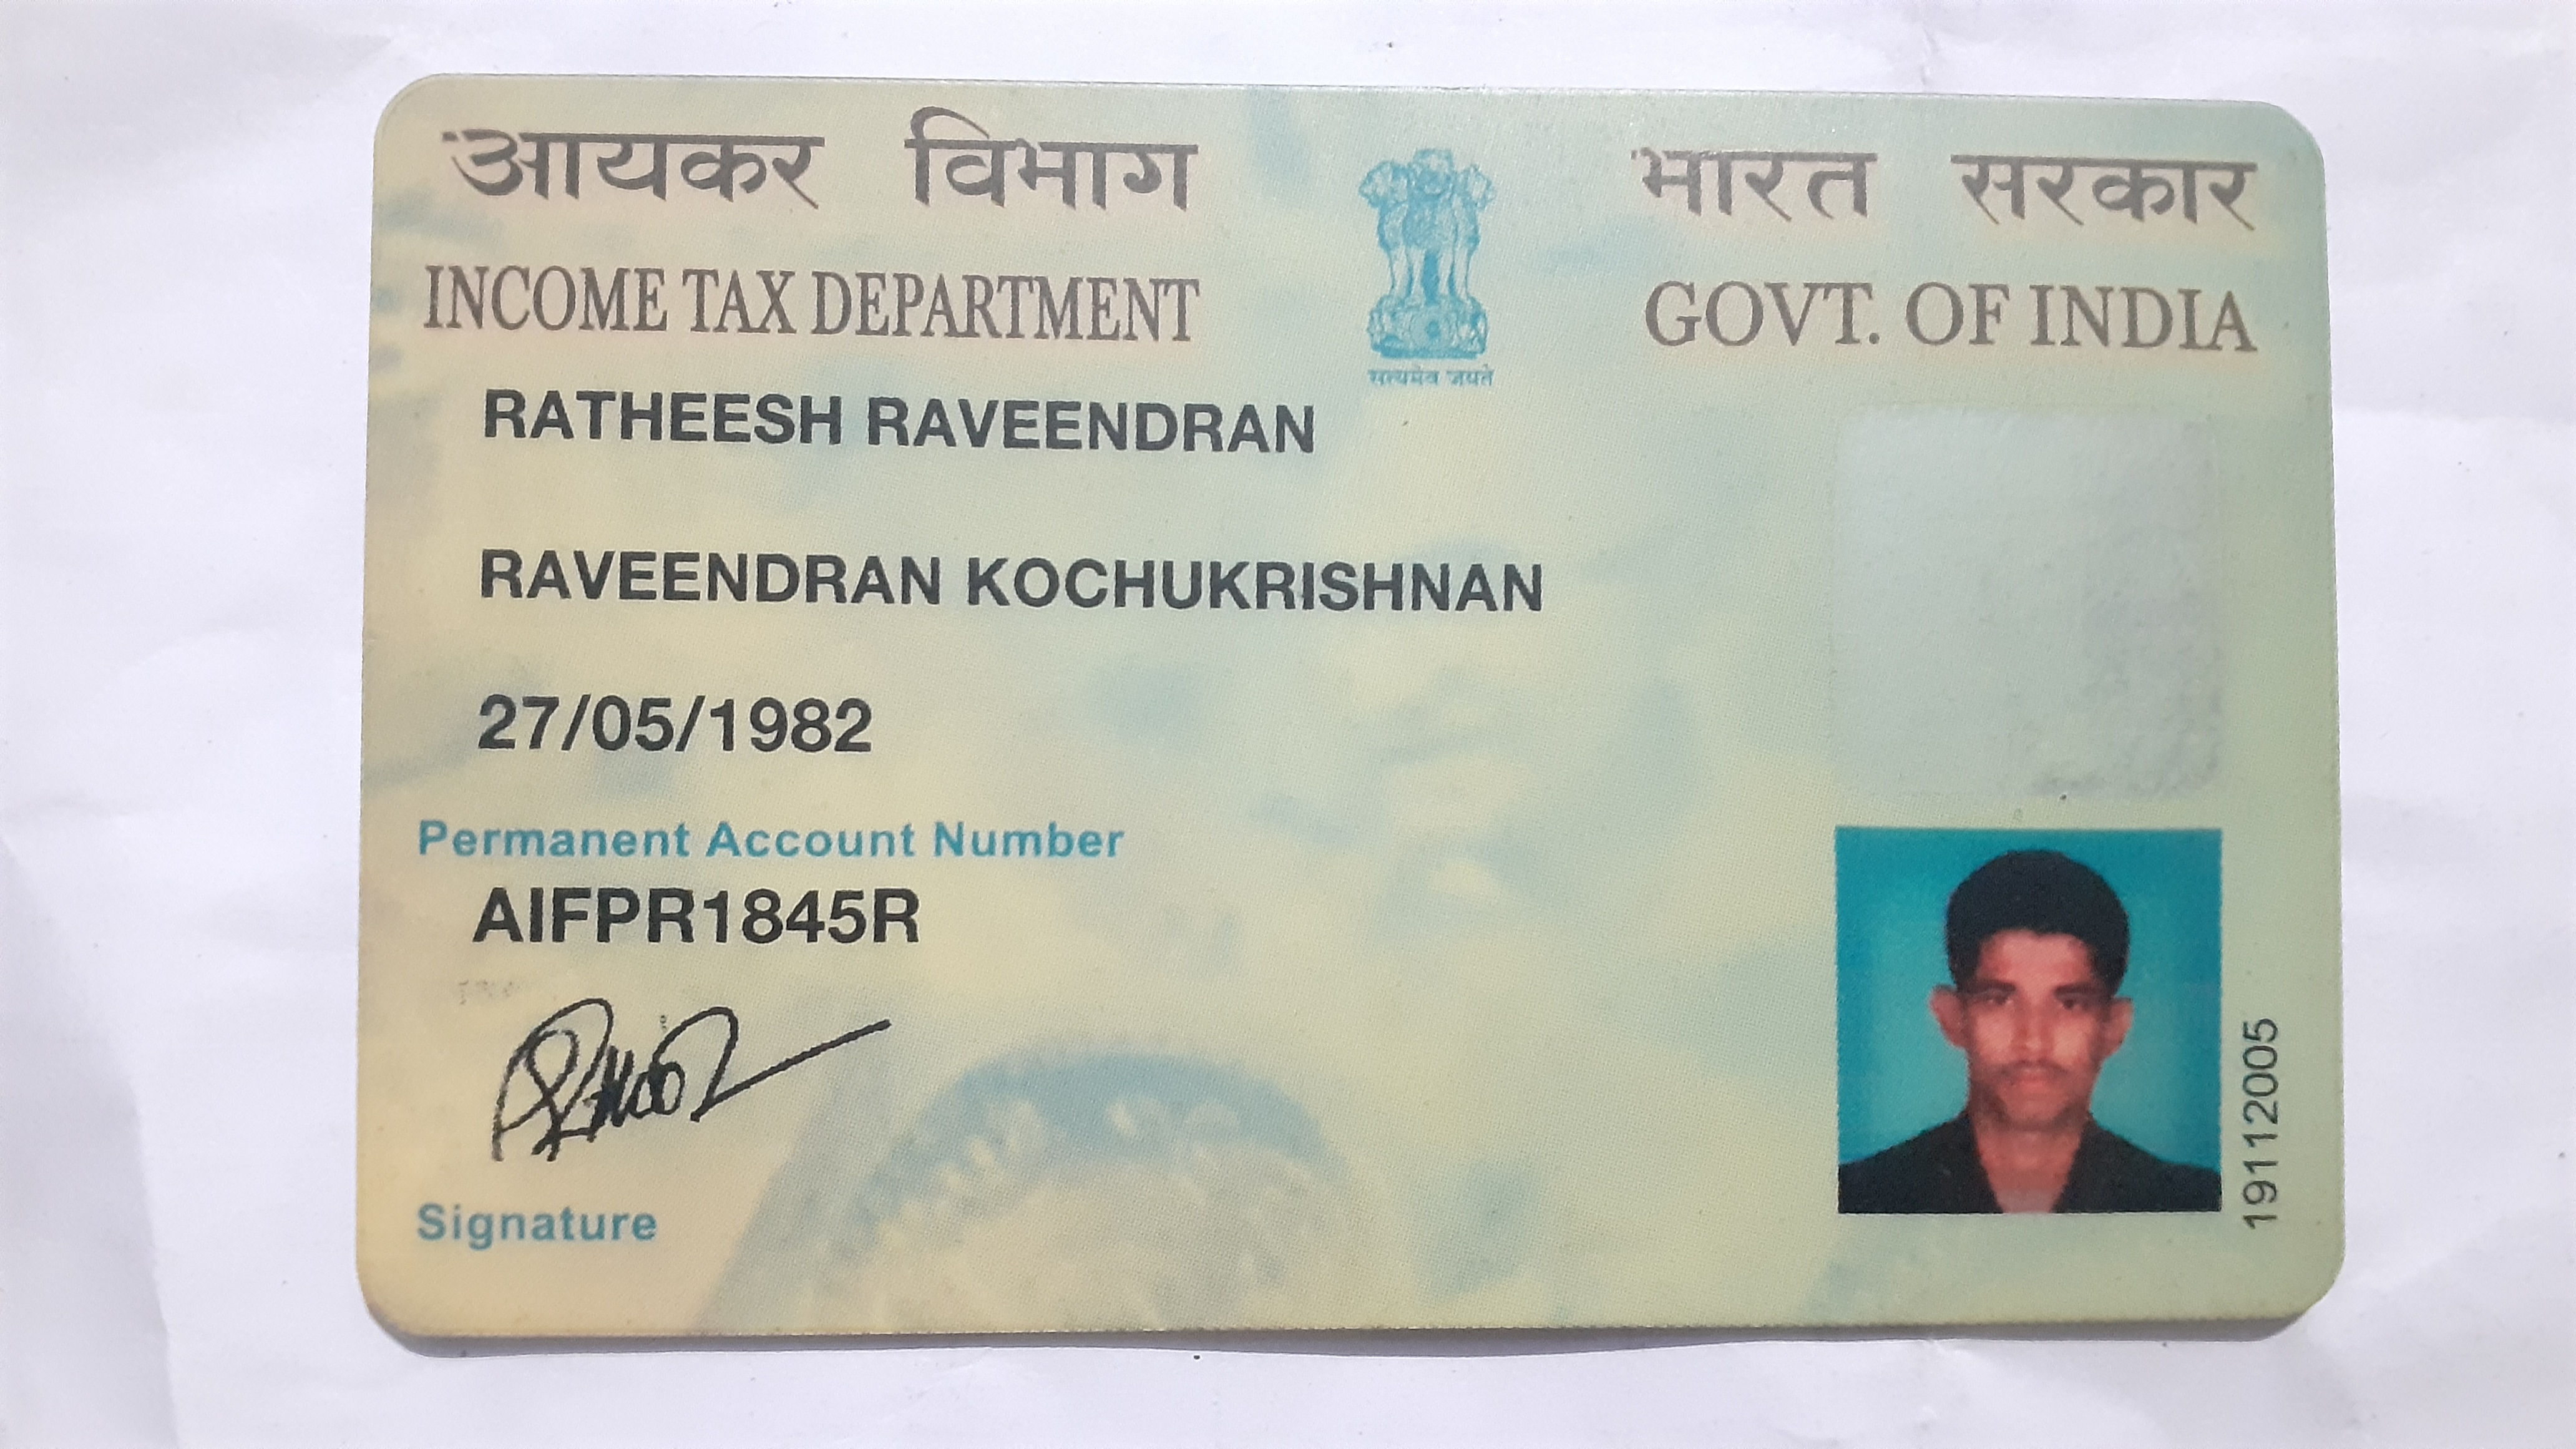 आयकर विभाग
भारत सरकार
INCOME TAX DEPARTMENT
GOVT. OF INDIA
सत्यमेव जयते
RATHEESH RAVEENDRAN
RAVEENDRAN KOCHUKRISHNAN
27/05/1982
Permanent Account Number
AIFPR1845R
Signature
19112005